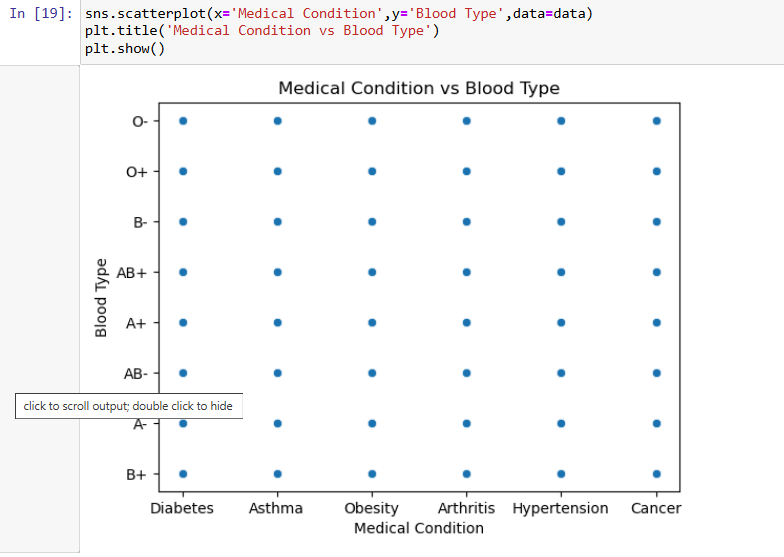 In [19]:
sns.scatterplot(x='Medical Condition',y='Blood Type',data=data)
plt.title('Medical Condition vs Blood Type')
plt.show()
Medical Condition vs Blood Type
O-
O+
B-
AB+
A+
AB-
A-
B+
Blood Type
click to scroll output; double click to hide
Diabetes Asthma Obesity Arthritis Hypertension Cancer
Medical Condition